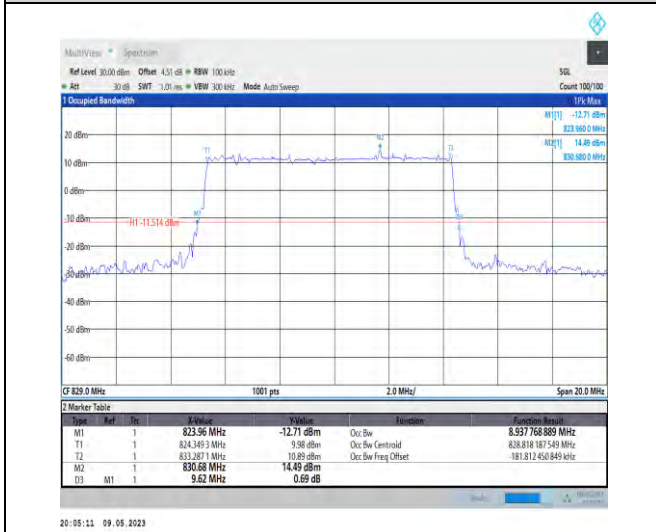 MultiView Spectrum
Ref Level 30.00 dBm Offset 4.51 dB RBW 100 kHz SGL
Att 30 dB SWT 1.01 ms VBW 300 kHz Mode Auto Sweep Count 100/100
1 Occupied Bandwidth 1Pk Max
M1[1] -12.71 dBm
823.960 0 MHz
M2[1] 14.49 dBm
830.680 0 MHz
20 dBm
M2
T1 T2
10 dBm
0 dBm
-10 dBm
M1
H1 -11.514 dBm
-20 dBm
-30 dBm
-40 dBm
-50 dBm
-60 dBm
CF 829.0 MHz 1001 pts 2.0 MHz/ Span 20.0 MHz
2 Marker Table
Type Ref Trc X-Value Y-Value Function Function Result
M1 1 823.96 MHz -12.71 dBm Occ Bw 8.937 768 889 MHz
T1 1 824.349 3 MHz 9.98 dBm Occ Bw Centroid 828.818 187 549 MHz
T2 1 833.287 1 MHz 10.89 dBm Occ Bw Freq Offset -181.812 450 849 kHz
M2 1 830.68 MHz 14.49 dBm
D3 M1 1 9.62 MHz 0.69 dB
20:05:11 09.05.2023